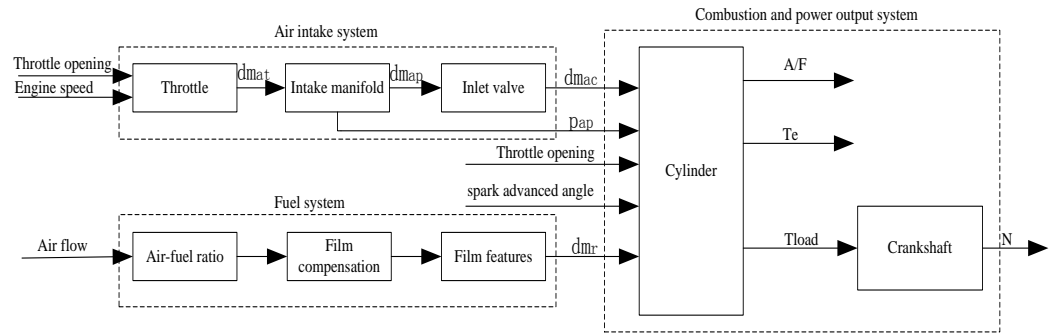 Combustion and power output system
Air intake system
Throttle opening
Engine speed
Throttle
dmat
Intake manifold
dmap
Inlet valve
dmac
pap
Throttle opening
spark advanced angle
Cylinder
A/F
Te
Tload
Crankshaft
N
Fuel system
Air flow
Air-fuel ratio
Film
compensation
Film features
dmr